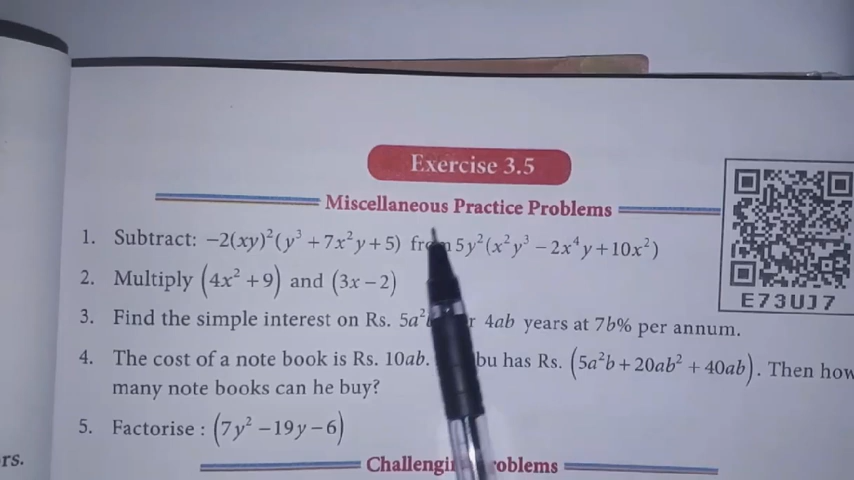 Exercise 3.5
Miscellaneous Practice Problems
1. Subtract: −2(xy)²(y³ + 7x²y + 5) from 5y²(x²y³ − 2x⁴y + 10x²)
E73UJ7
2. Multiply (4x² + 9) and (3x − 2)
3. Find the simple interest on Rs. 5a² 4ab years at 7b% per annum.
4. The cost of a note book is Rs. 10ab. bu has Rs. (5a²b + 20ab² + 40ab). Then how
many note books can he buy?
5. Factorise : (7y² − 19y − 6)
rs.
Challenging Problems